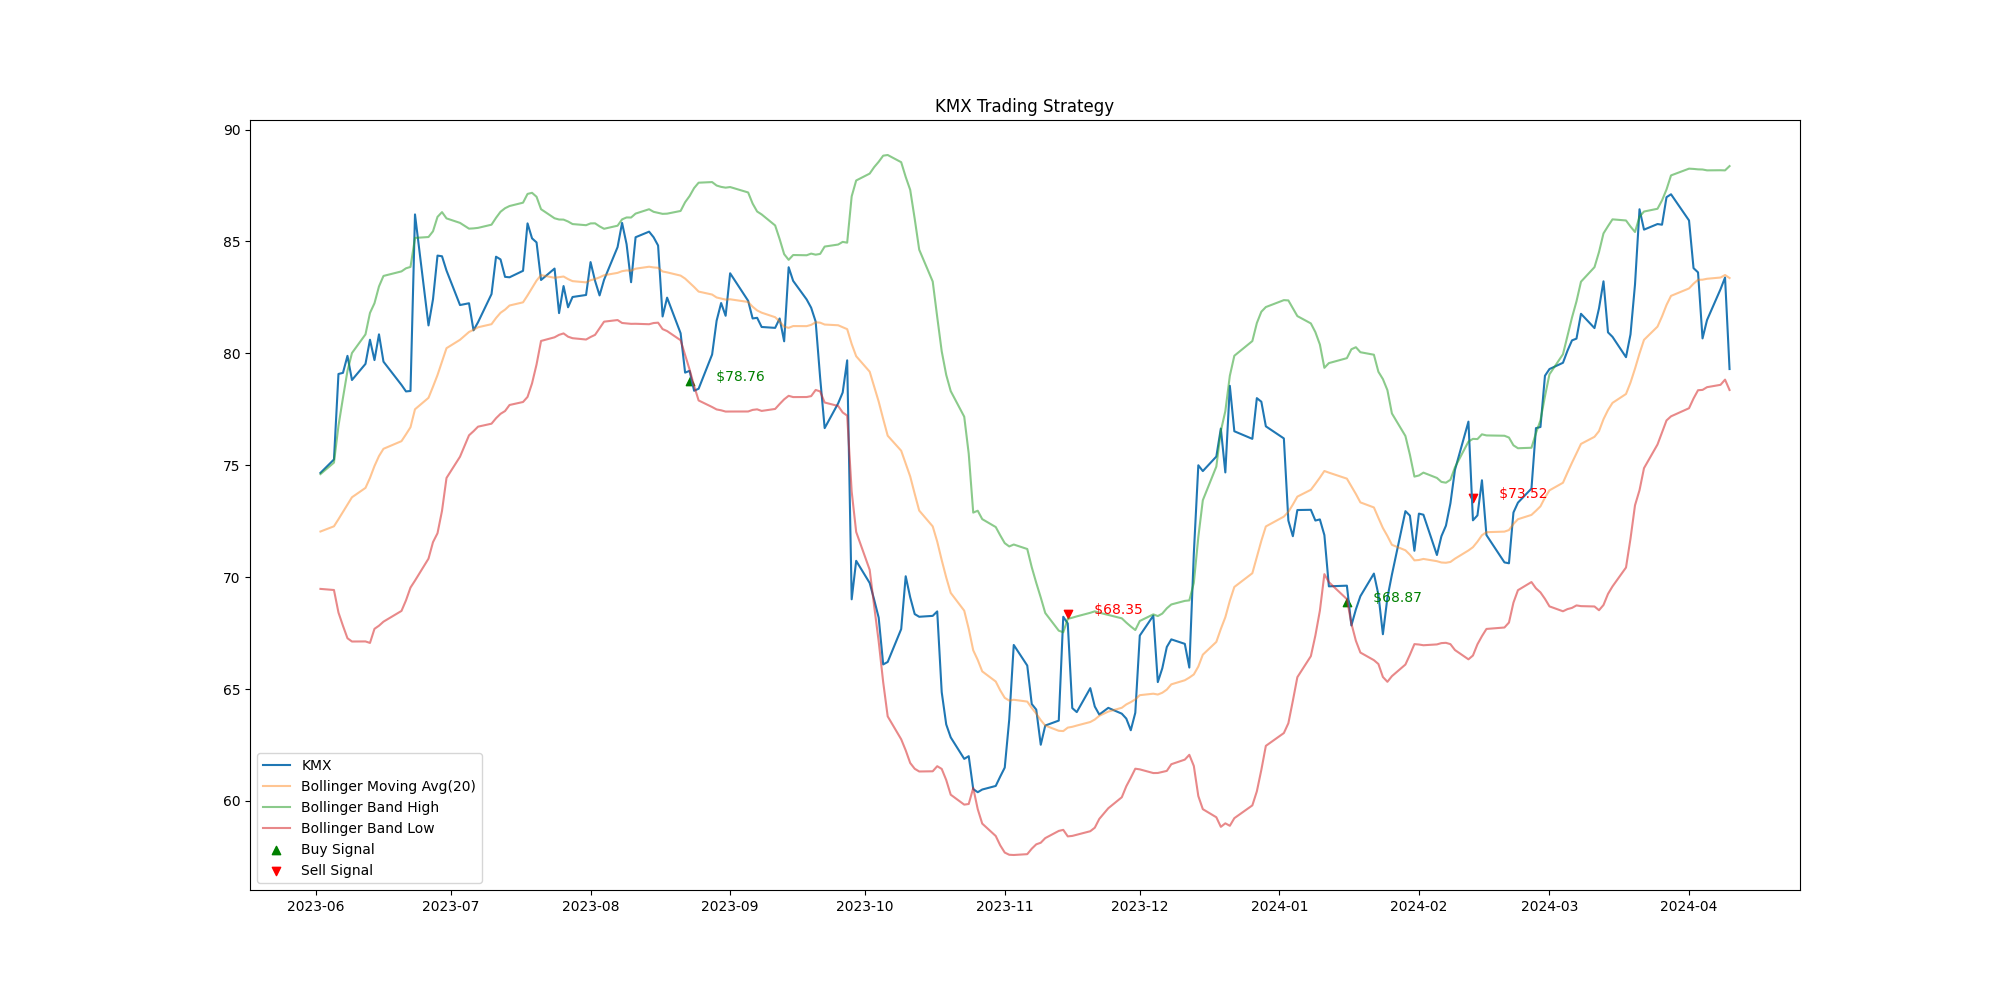 KMX Trading Strategy
90
85
80
75
70
65
60
$78.76
$68.35
$68.87
$73.52
KMX
Bollinger Moving Avg(20)
Bollinger Band High
Bollinger Band Low
Buy Signal
Sell Signal
2023-06 2023-07 2023-08 2023-09 2023-10 2023-11 2023-12 2024-01 2024-02 2024-03 2024-04